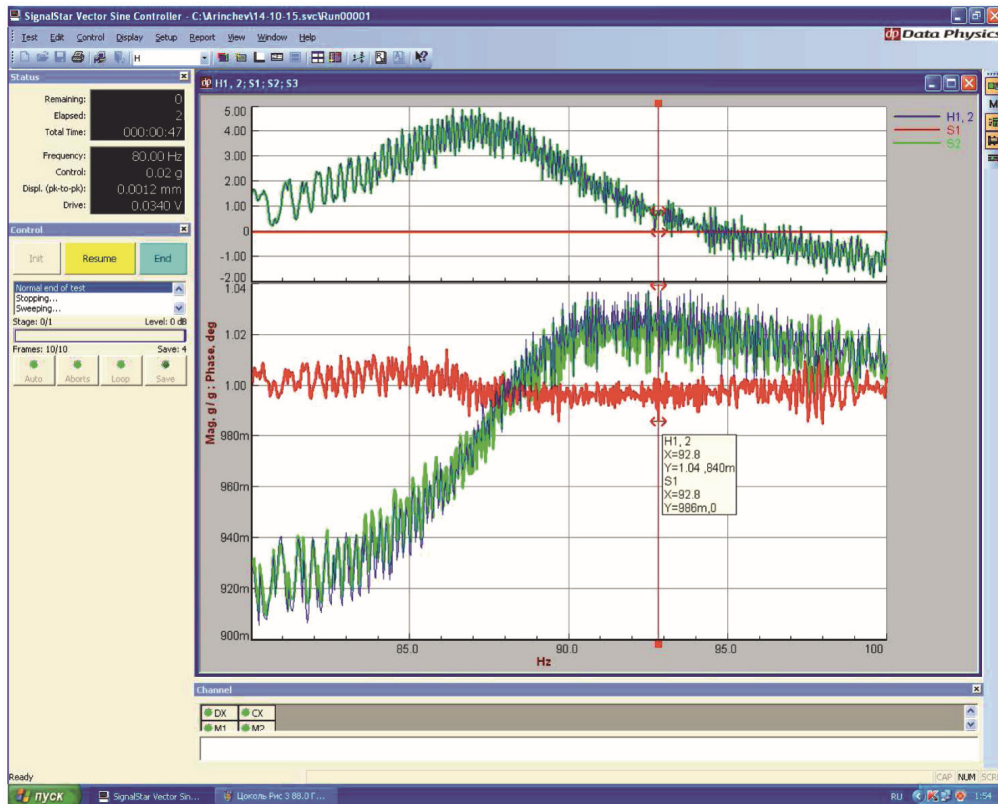 SignalStar Vector Sine Controller - C:\Arinchev\14-10-15.svc\Run00001
Test Edit Control Display Setup Report View Window Help
dp Data Physics
H
Status
Remaining: 0
Elapsed: 2
Total Time: 000:00:47
Frequency: 80.00 Hz
Control: 0.02 g
Displ. (pk-to-pk): 0.0012 mm
Drive: 0.0340 V
Control
Init Resume End
Normal end of test
Stopping...
Sweeping...
Stage: 0/1 Level: 0 dB
Frames: 10/10 Save: 4
Auto Aborts Loop Save
dp H1, 2; S1; S2; S3
5.00
4.00
3.00
2.00
1.00
0
-1.00
-2.00
1.04
1.02
1.00
980m
960m
940m
920m
900m
Mag. g / g ; Phase. deg
85.0 90.0 95.0 100
Hz
H1, 2
S1
S2
H1, 2
X=92.8
Y=1.04 ,840m
S1
X=92.8
Y=986m,0
M
Channel
DX CX
M1 M2
Ready
CAP NUM SCR
пуск
SignalStar Vector Sin...
Цоколь Рис 3 88.0 Г...
RU
1:54